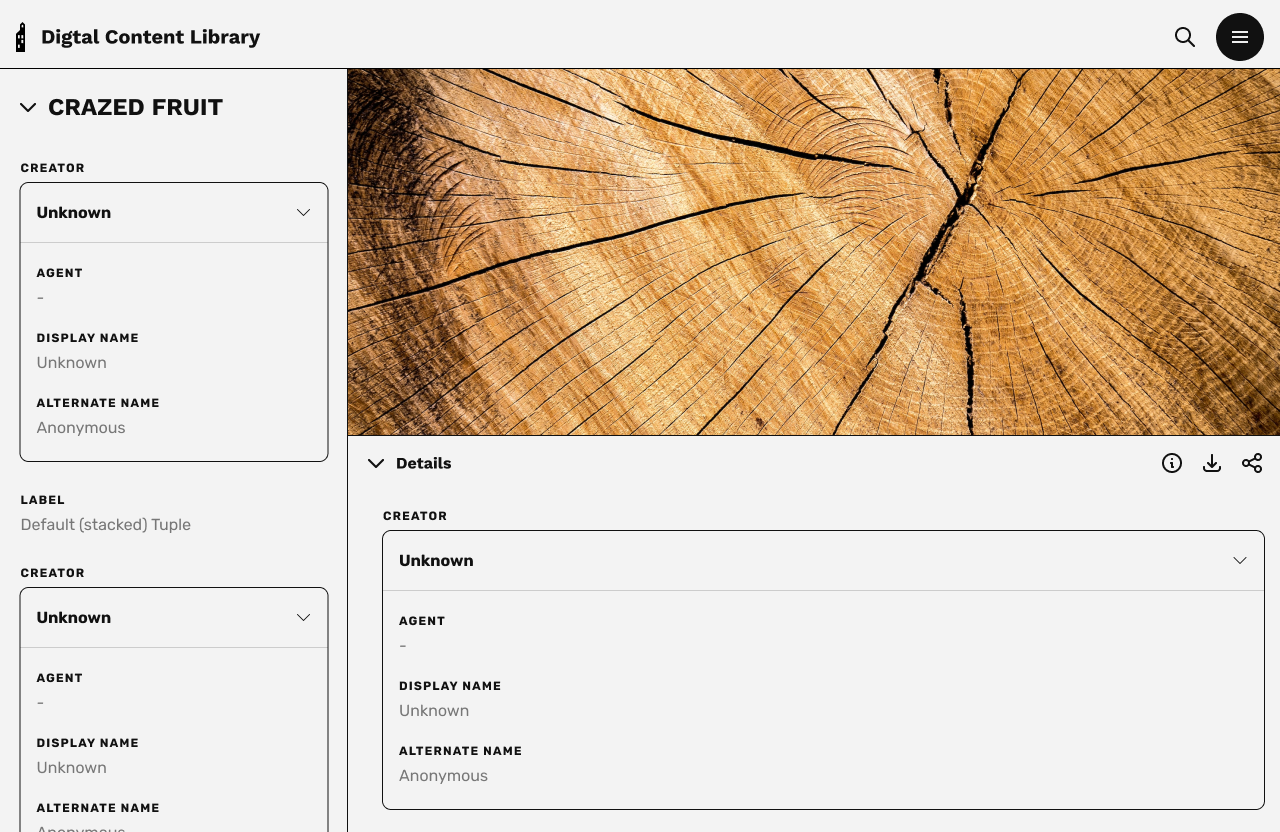 Digtal Content Library
CRAZED FRUIT
CREATOR
Unknown
AGENT
-
DISPLAY NAME
Unknown
ALTERNATE NAME
Anonymous
LABEL
Default (stacked) Tuple
CREATOR
Unknown
AGENT
-
DISPLAY NAME
Unknown
ALTERNATE NAME
Anonymous
Details
CREATOR
Unknown
AGENT
-
DISPLAY NAME
Unknown
ALTERNATE NAME
Anonymous